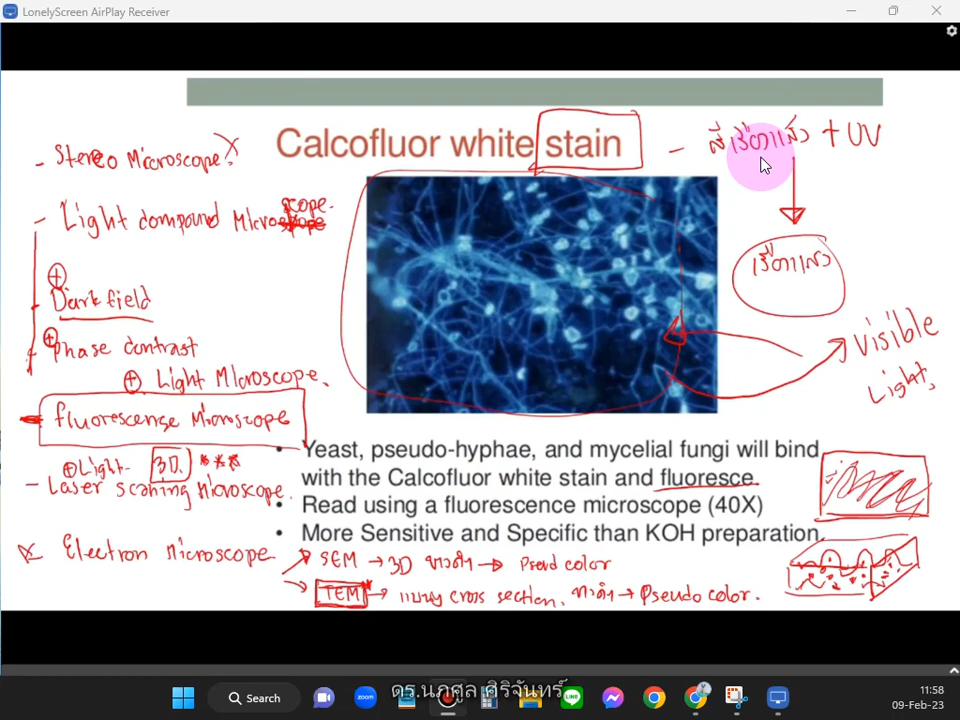 LonelyScreen AirPlay Receiver
Calcofluor white stain
- สีเรืองแสง + UV
เรืองแสง
Visible
Light,
- Stereo Microscope.
- Light compound Microscope.
Dark field
Phase contrast
Light Microscope.
fluorescense Microscope
Light 3D. ***
- Laser scaning Microscope.
Electron Microscope
• Yeast, pseudo-hyphae, and mycelial fungi will bind
with the Calcofluor white stain and fluoresce.
• Read using a fluorescence microscope (40X)
• More Sensitive and Specific than KOH preparation.
SEM → 3D ขาวดำ → Pseud color
TEM* → แบบ cross section. ขาวดำ → Pseudo color.
ดร.นภศูล ศิริจันทร์
Search
zoom
LINE
11:58
09-Feb-23